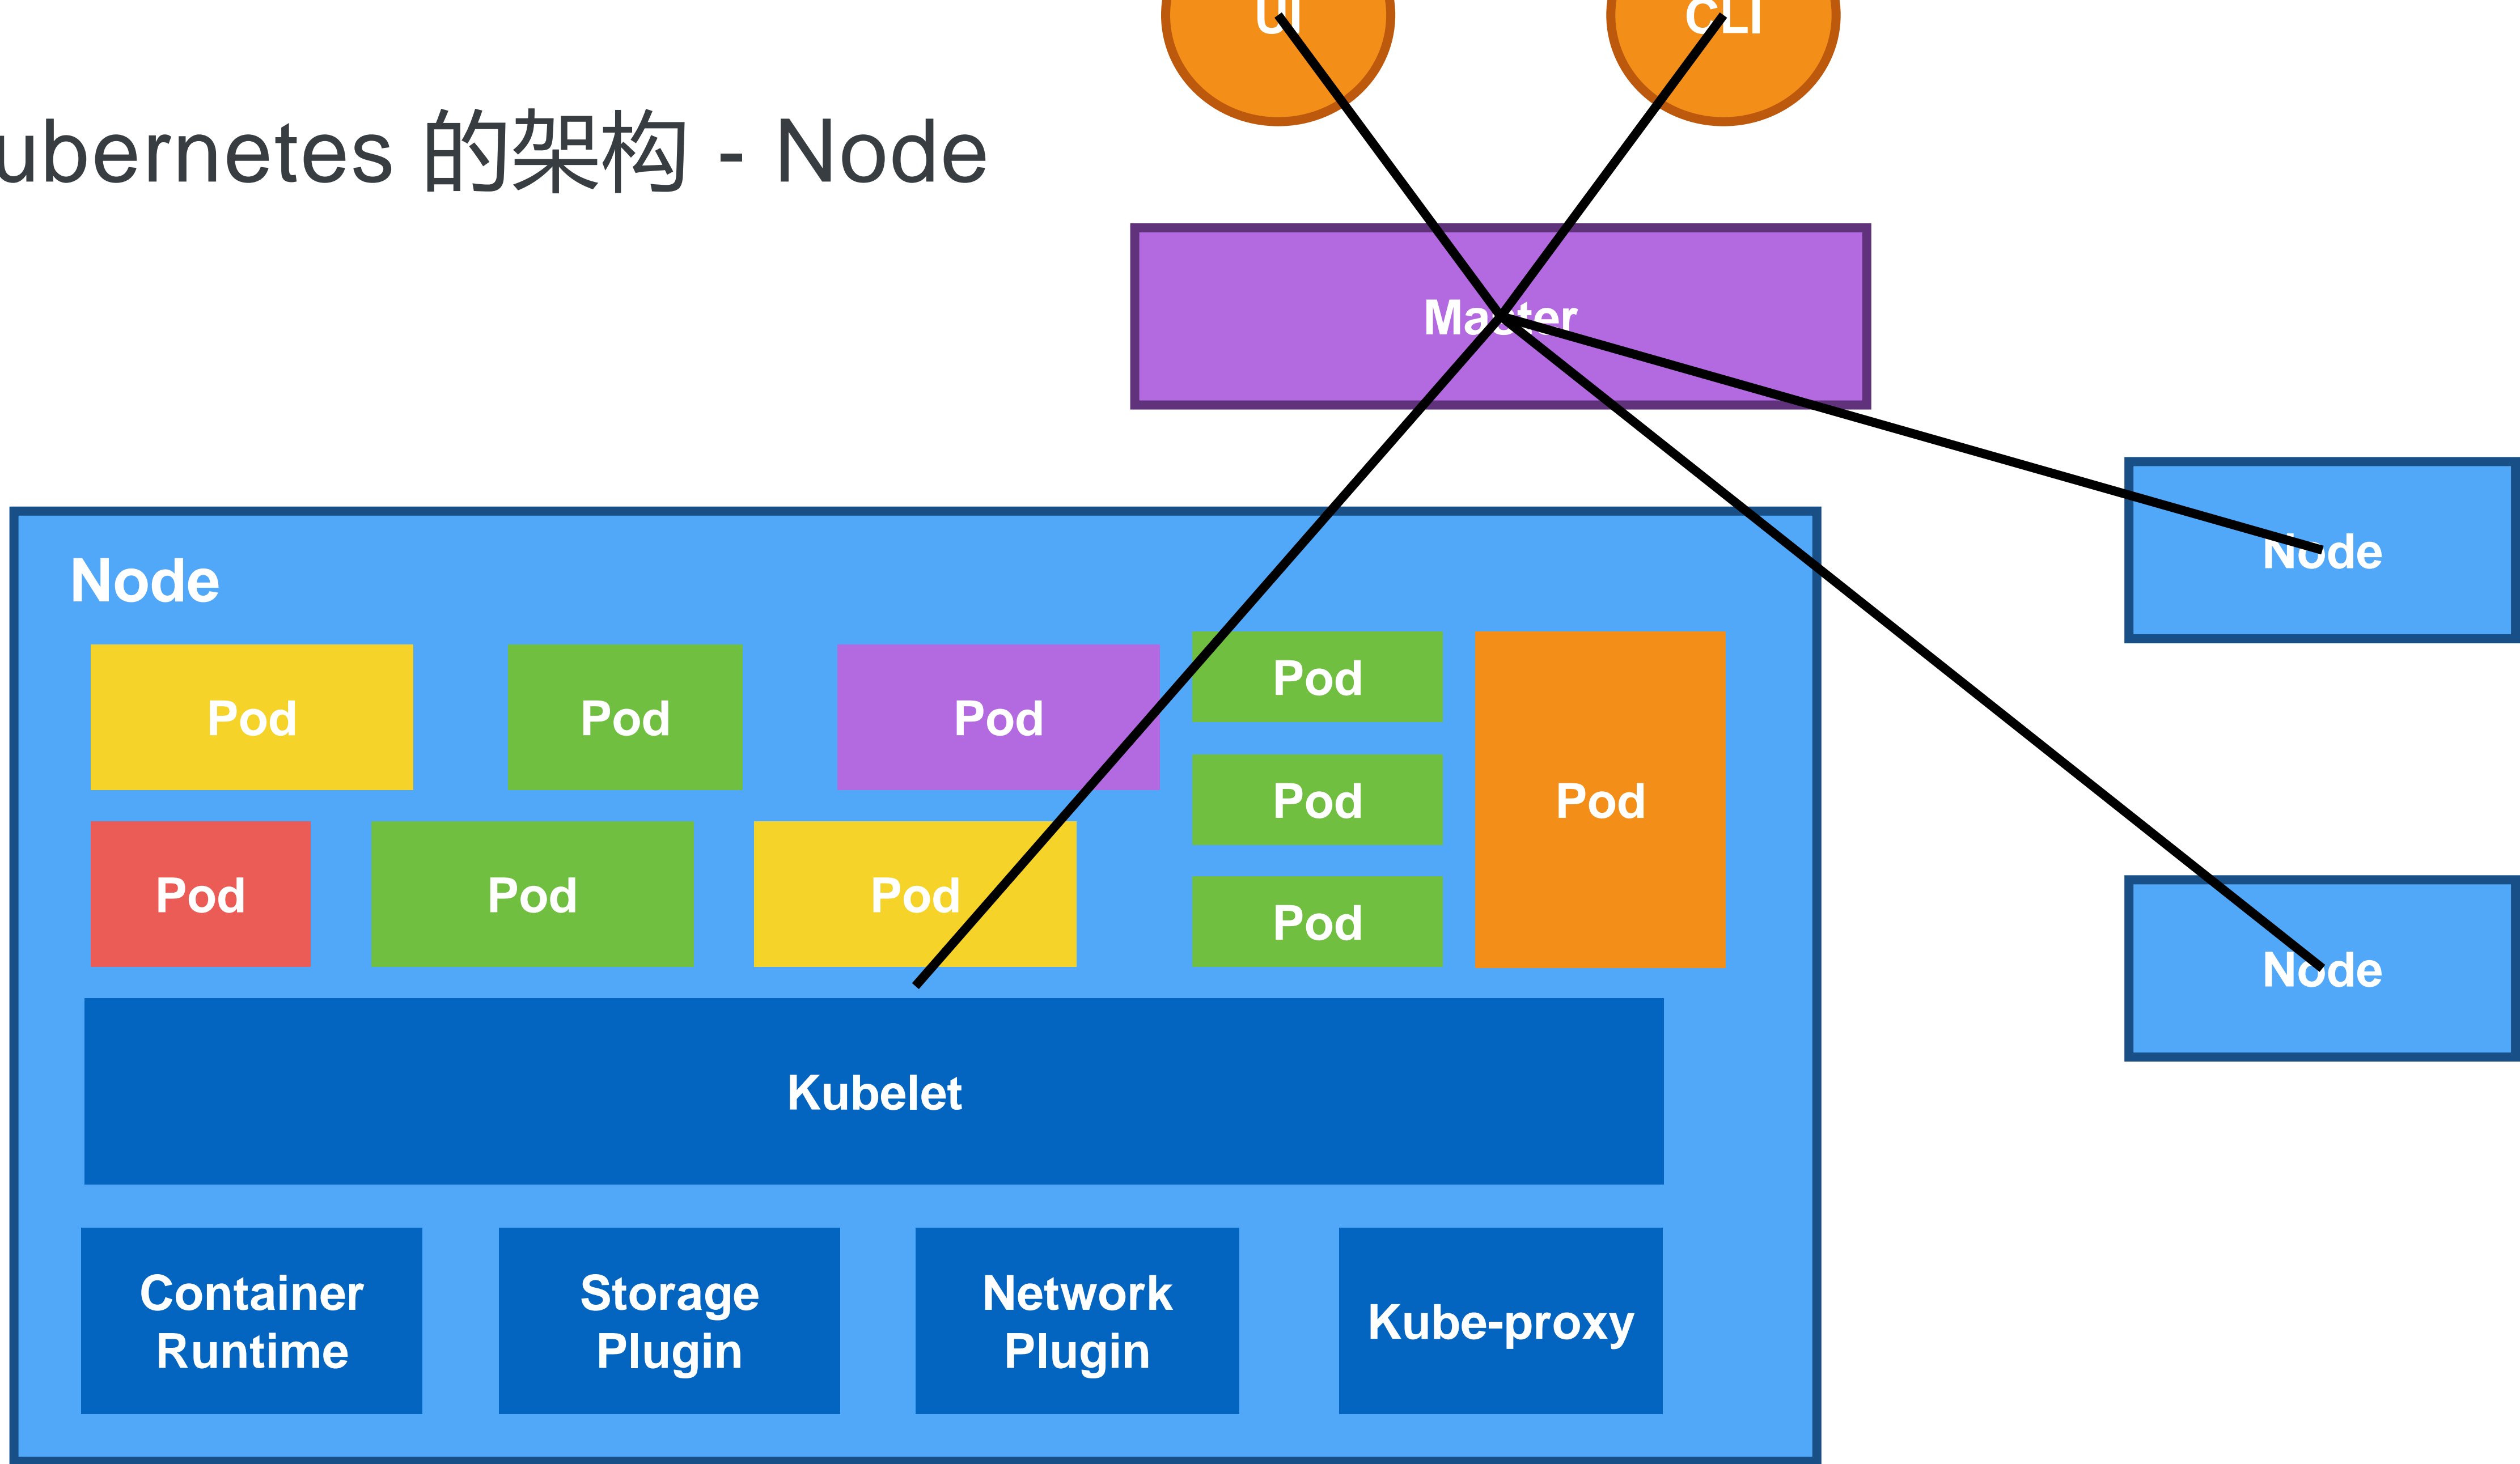 UI
CLI
ubernetes 的架构 - Node
Master
Node
Node
Pod
Pod
Pod
Pod
Pod
Pod
Pod
Pod
Pod
Pod
Node
Kubelet
Container
Runtime
Storage
Plugin
Network
Plugin
Kube-proxy